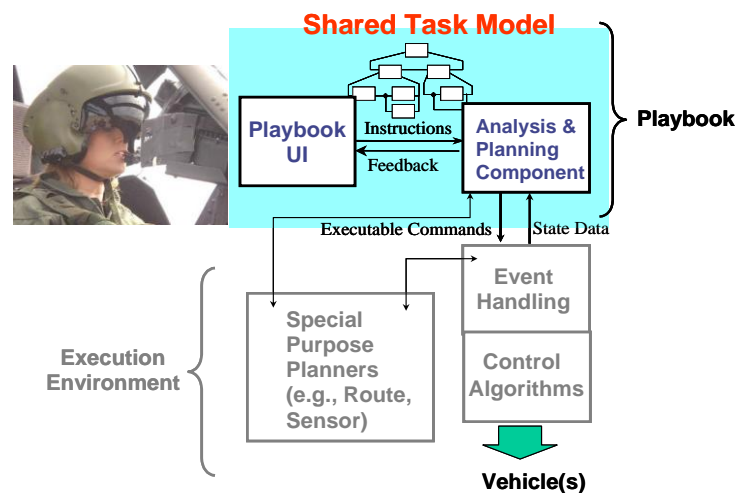 Shared Task Model
Playbook
UI
Instructions
Feedback
Analysis &
Planning
Component
Playbook
Executable Commands
State Data
Event
Handling
Execution
Environment
Special
Purpose
Planners
(e.g., Route,
Sensor)
Control
Algorithms
Vehicle(s)